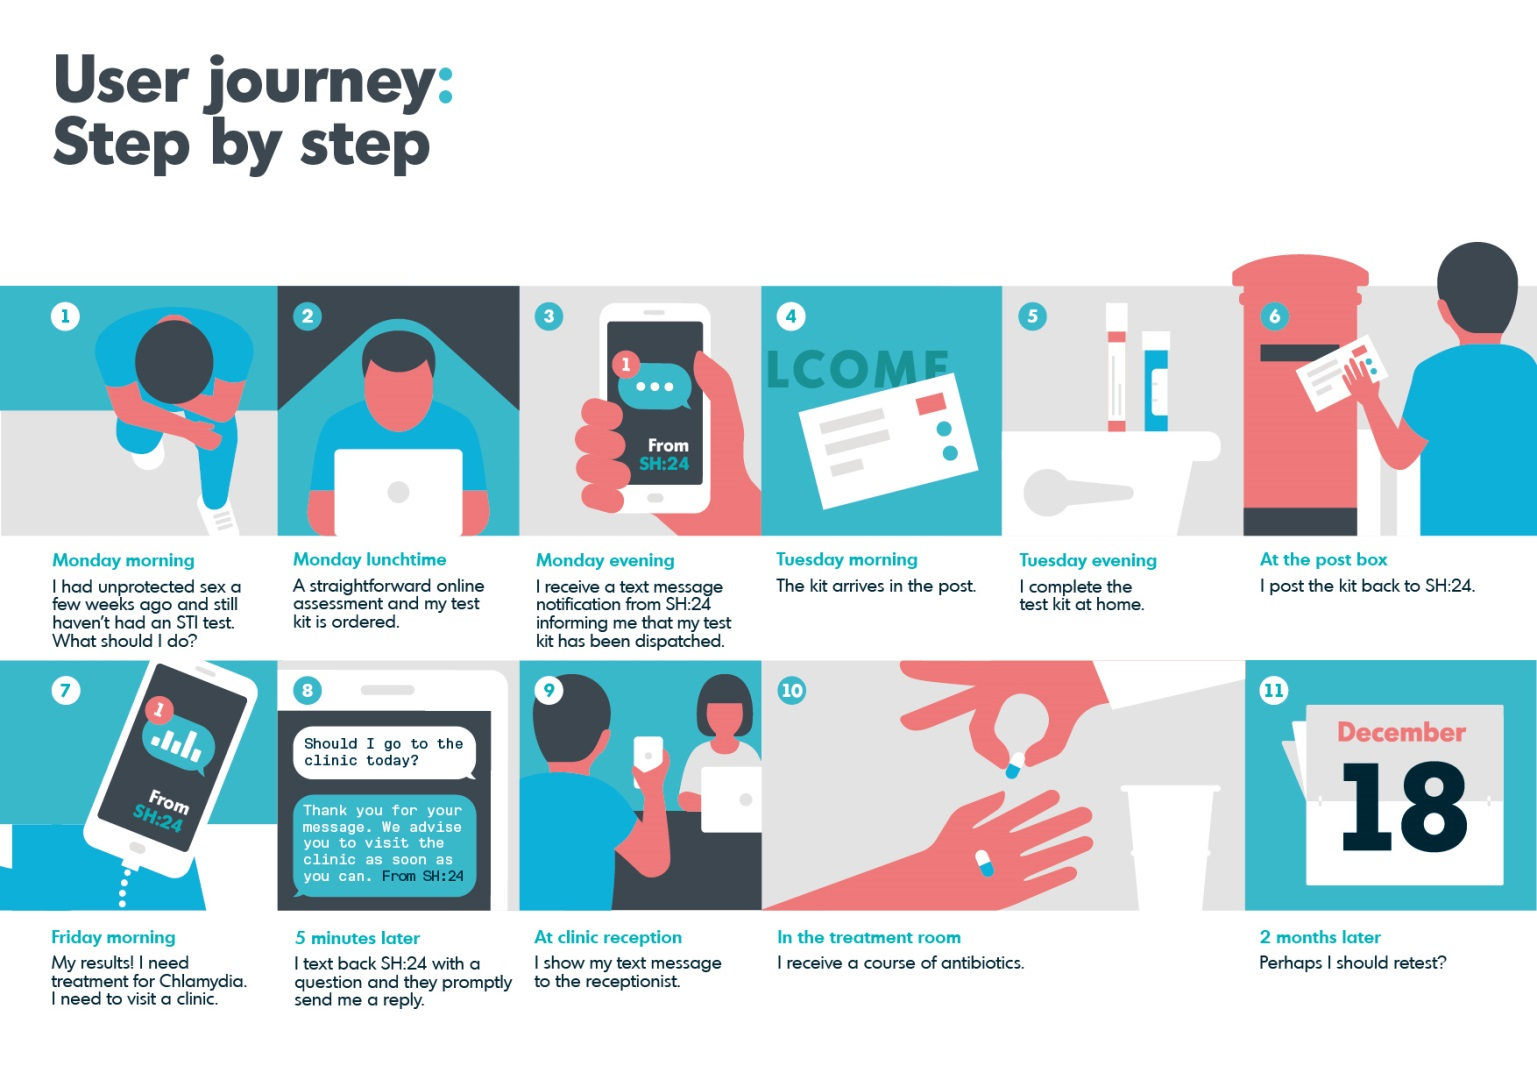 User journey:
Step by step
1
Monday morning
I had unprotected sex a
few weeks ago and still
haven't had an STI test.
What should I do?
2
Monday lunchtime
A straightforward online
assessment and my test
kit is ordered.
3
1
From
SH:24
Monday evening
I receive a text message
notification from SH:24
informing me that my test
kit has been dispatched.
4
LCOME
Tuesday morning
The kit arrives in the post.
5
Tuesday evening
I complete the
test kit at home.
6
At the post box
I post the kit back to SH:24.
7
1
From
SH:24
Friday morning
My results! I need
treatment for Chlamydia.
I need to visit a clinic.
8
Should I go to the
clinic today?
Thank you for your
message. We advise
you to visit the
clinic as soon as
you can. From SH:24
5 minutes later
I text back SH:24 with a
question and they promptly
send me a reply.
9
At clinic reception
I show my text message
to the receptionist.
10
In the treatment room
I receive a course of antibiotics.
11
December
18
2 months later
Perhaps I should retest?